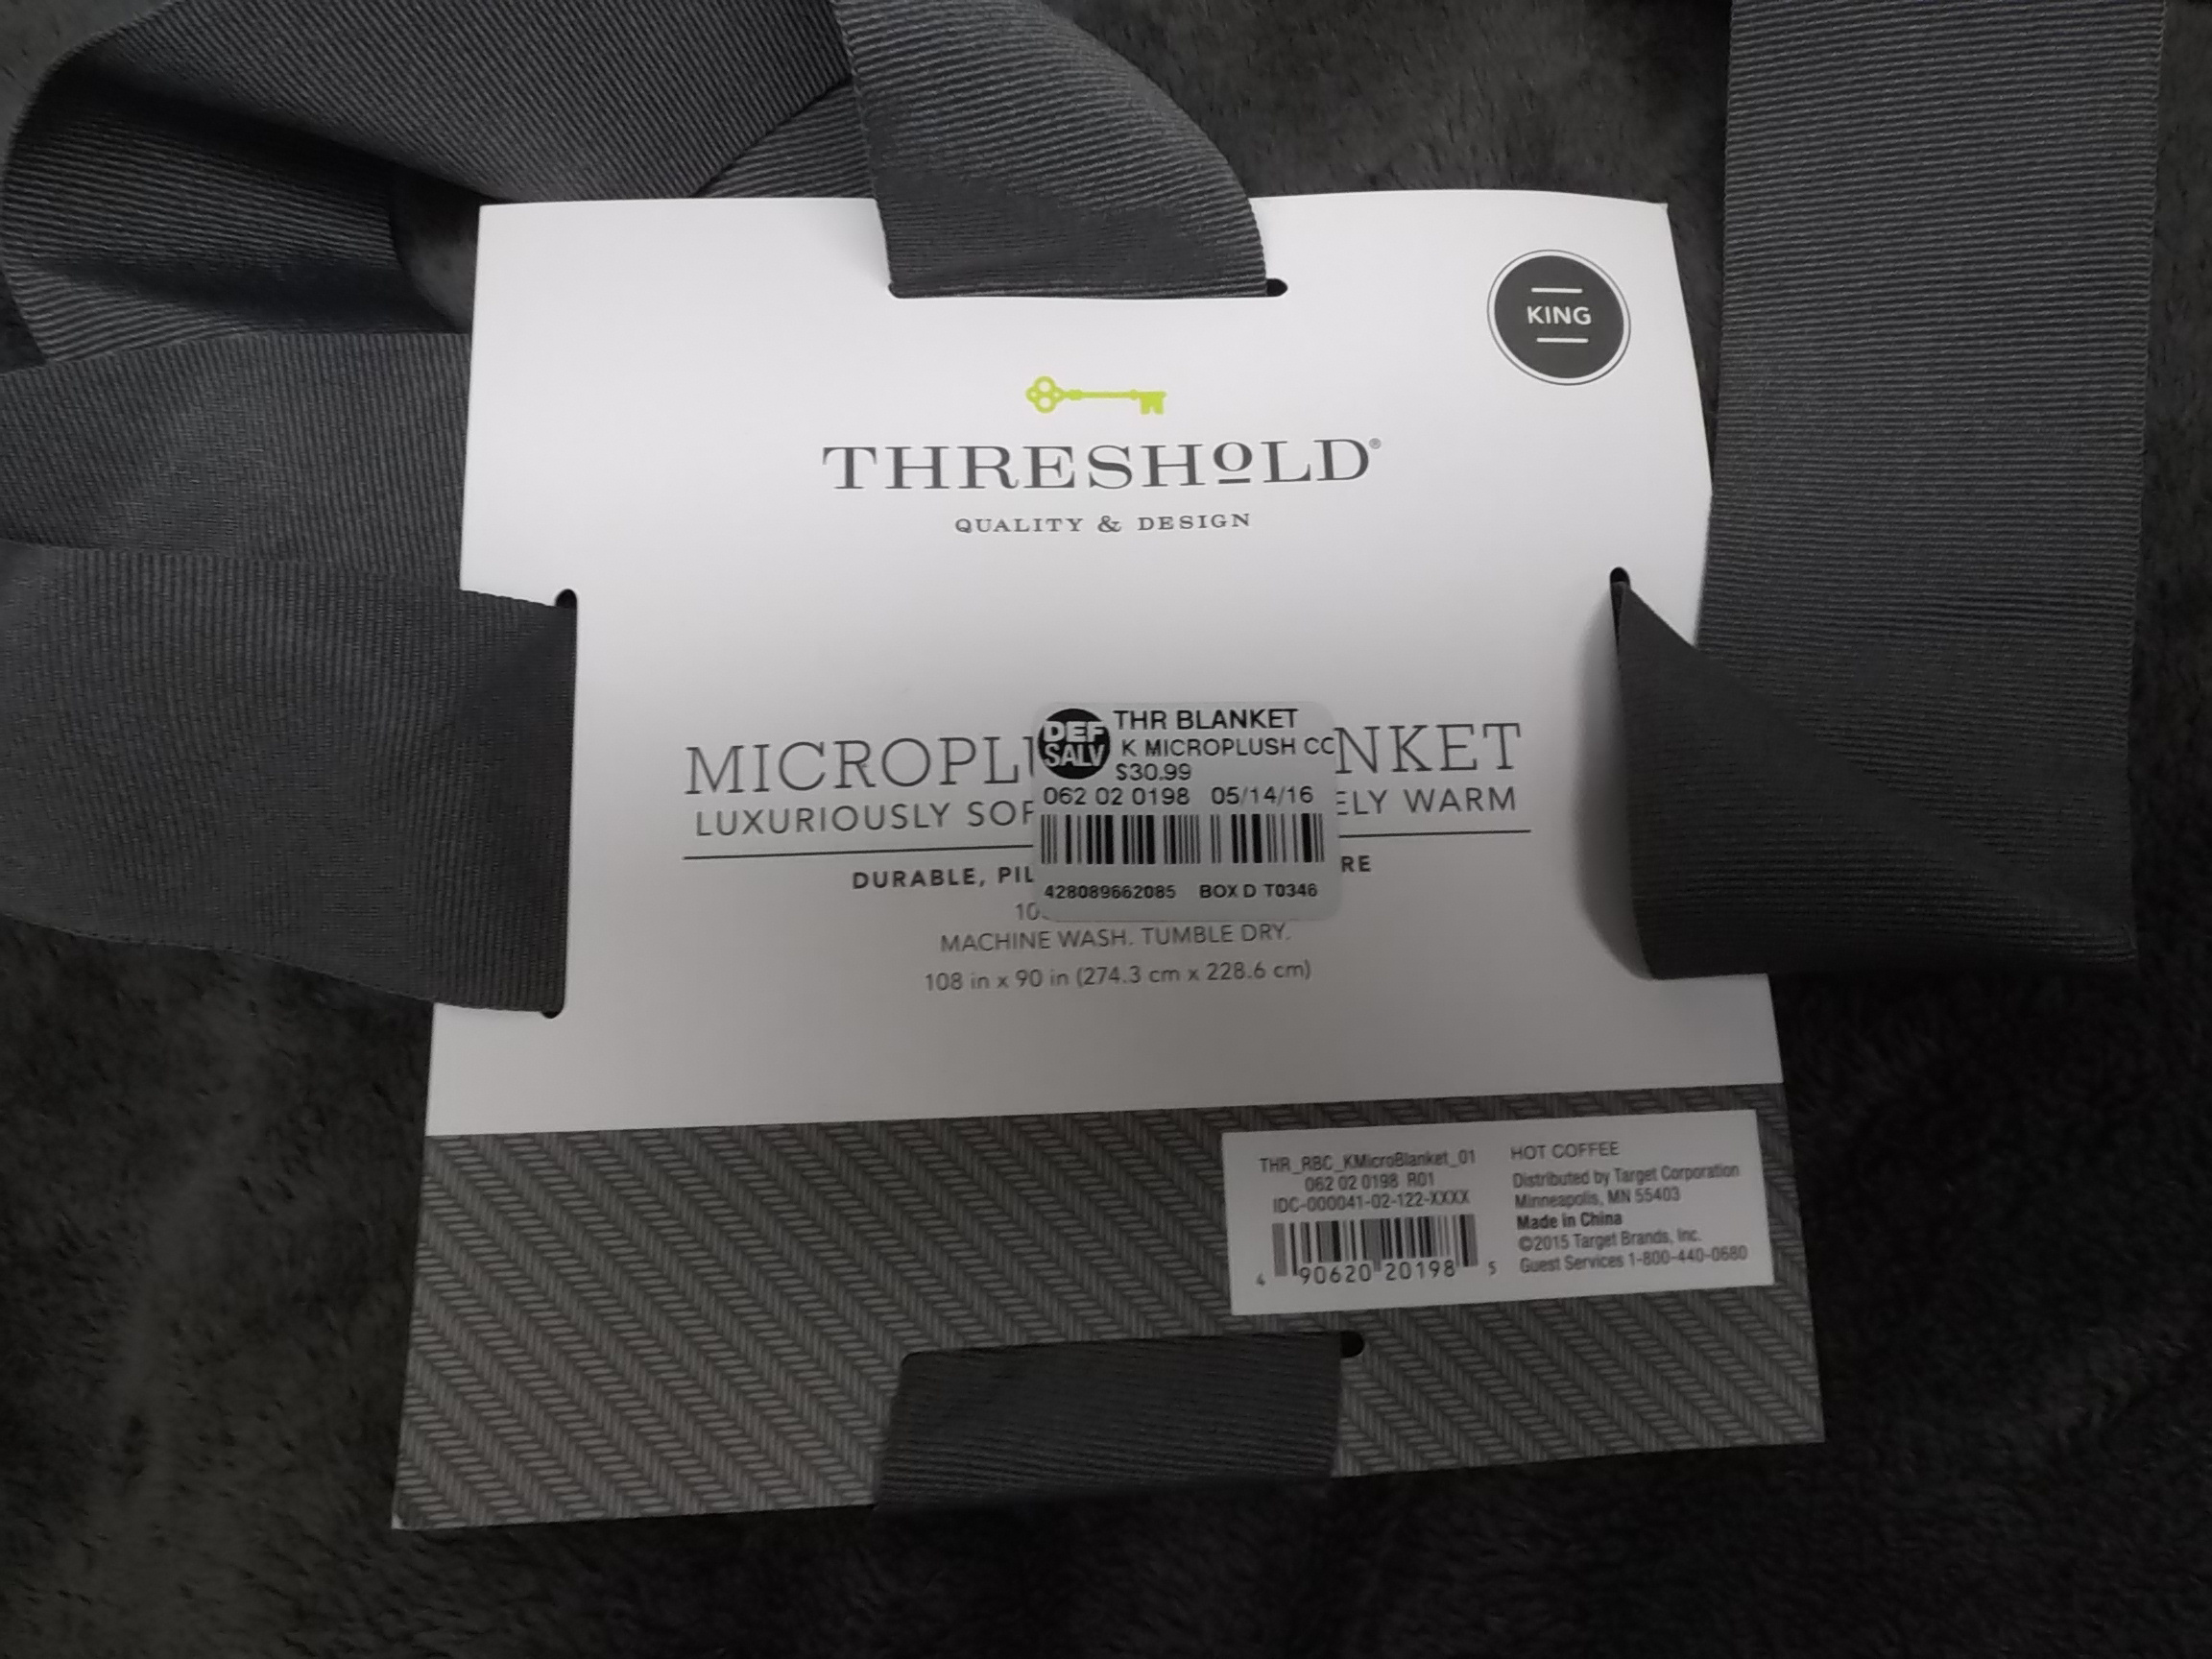 KING
THRESHOLD®
QUALITY & DESIGN
DEF
SALV
THR BLANKET
K MICROPLUSH CO
$30.99
062 02 0198 05/14/16
428089662085 BOX D T0346
MICROPLU NKET
LUXURIOUSLY SOF ELY WARM
DURABLE, PIL RE
10
MACHINE WASH. TUMBLE DRY.
108 in x 90 in (274.3 cm x 228.6 cm)
THR_RBC_KMicroBlanket_01
062 02 0198 R01
IDC-000041-02-122-XXXX
4 90620 20198 5
HOT COFFEE
Distributed by Target Corporation
Minneapolis, MN 55403
Made in China
©2015 Target Brands, Inc.
Guest Services 1-800-440-0680